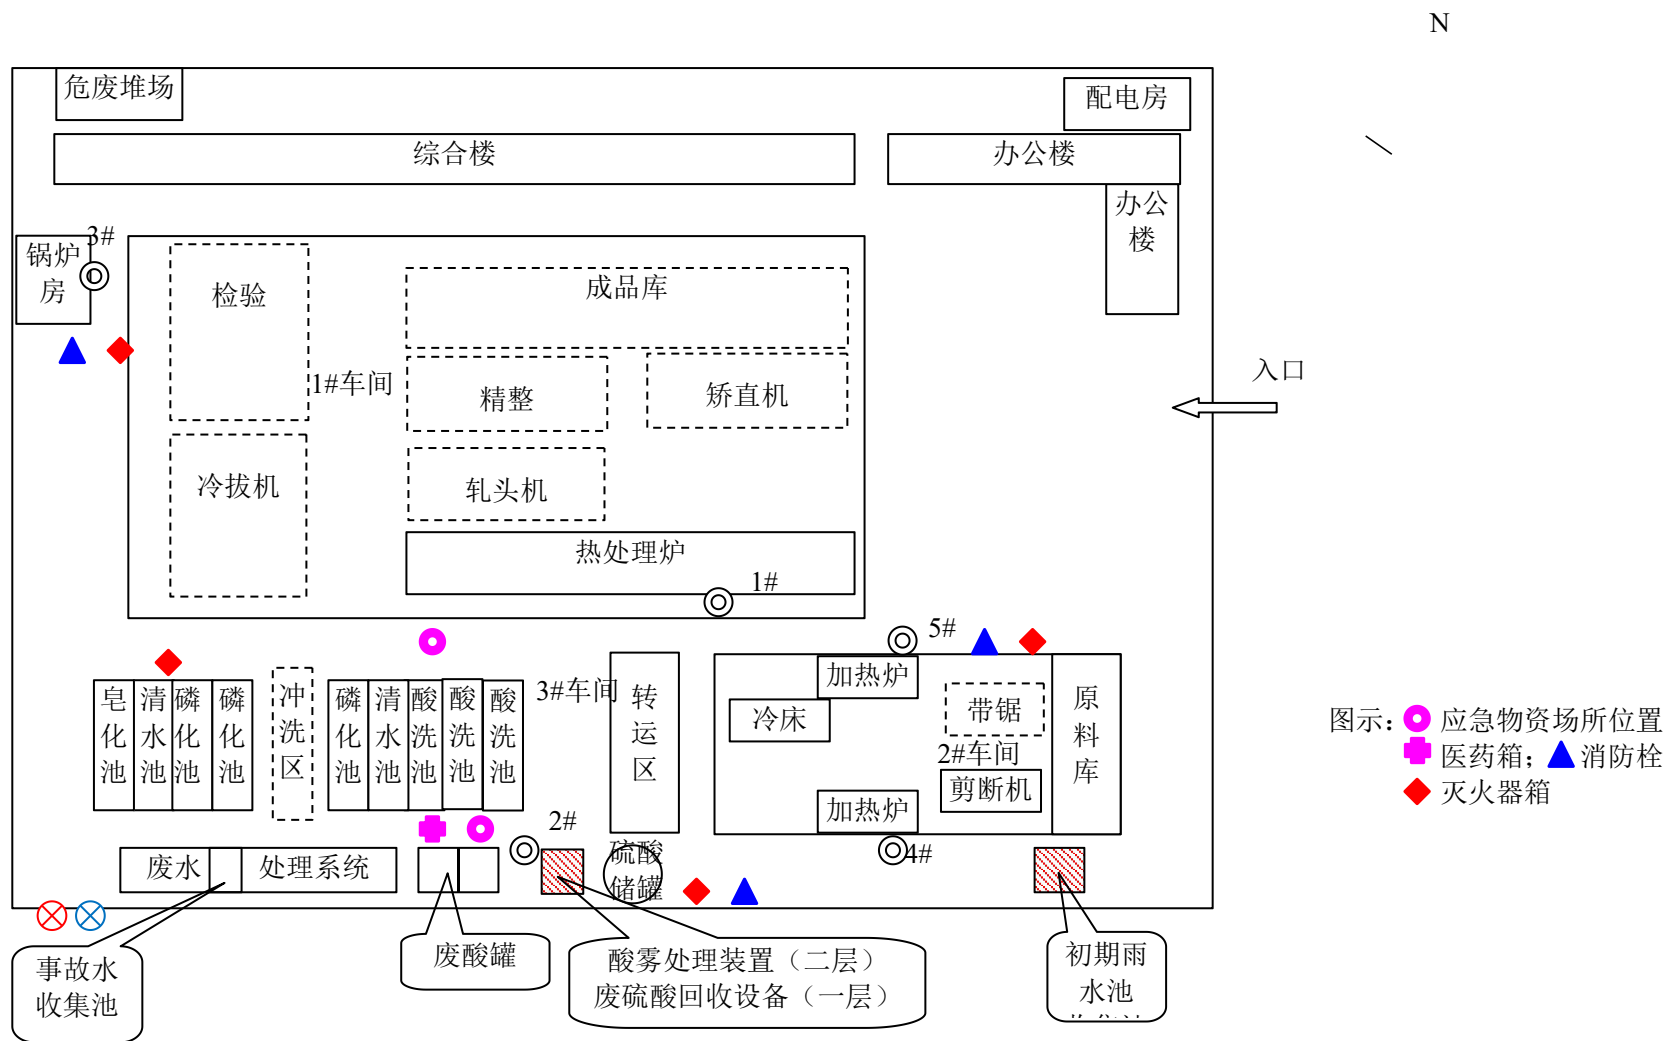 N
危废堆场
配电房
综合楼
办公楼
办公
楼
3#
锅炉
房
检验
成品库
1#车间
精整
矫直机
入口
冷拔机
轧头机
热处理炉
1#
5#
皂
化
池
清
水
池
磷
化
池
磷
化
池
冲
洗
区
磷
化
池
清
水
池
酸
洗
池
酸
洗
池
酸
洗
池
3#车间
转
运
区
加热炉
冷床
带锯
2#车间
剪断机
加热炉
原
料
库
图示：
应急物资场所位置
医药箱；
消防栓
灭火器箱
2#
4#
废水
处理系统
硫酸
储罐
事故水
收集池
废酸罐
酸雾处理装置（二层）
废硫酸回收设备（一层）
初期雨
水池